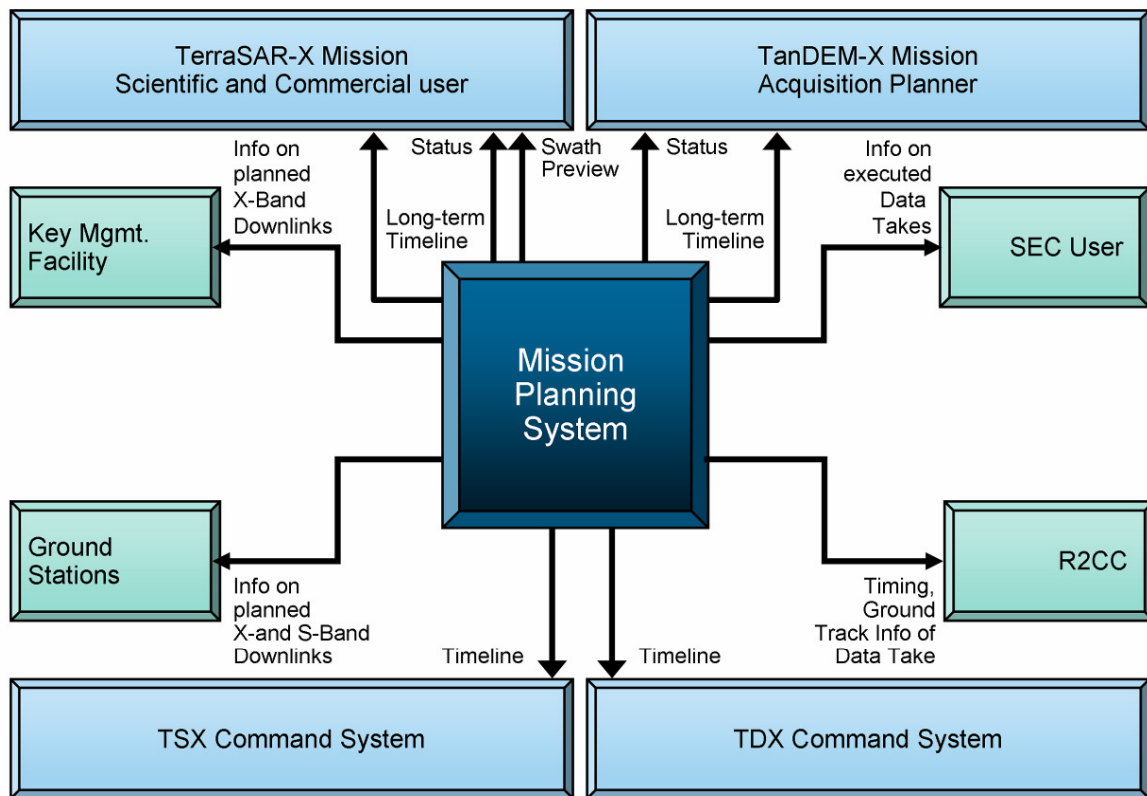 TerraSAR-X Mission
Scientific and Commercial user
TanDEM-X Mission
Acquisition Planner
Info on
planned
X-Band
Downlinks
Status
Swath
Preview
Status
Info on
executed
Data
Takes
Long-term
Timeline
Long-term
Timeline
Key Mgmt.
Facility
SEC User
Mission
Planning
System
Ground
Stations
R2CC
Info on
planned
X-and S-Band
Downlinks
Timing,
Ground
Track Info of
Data Take
Timeline
Timeline
TSX Command System
TDX Command System